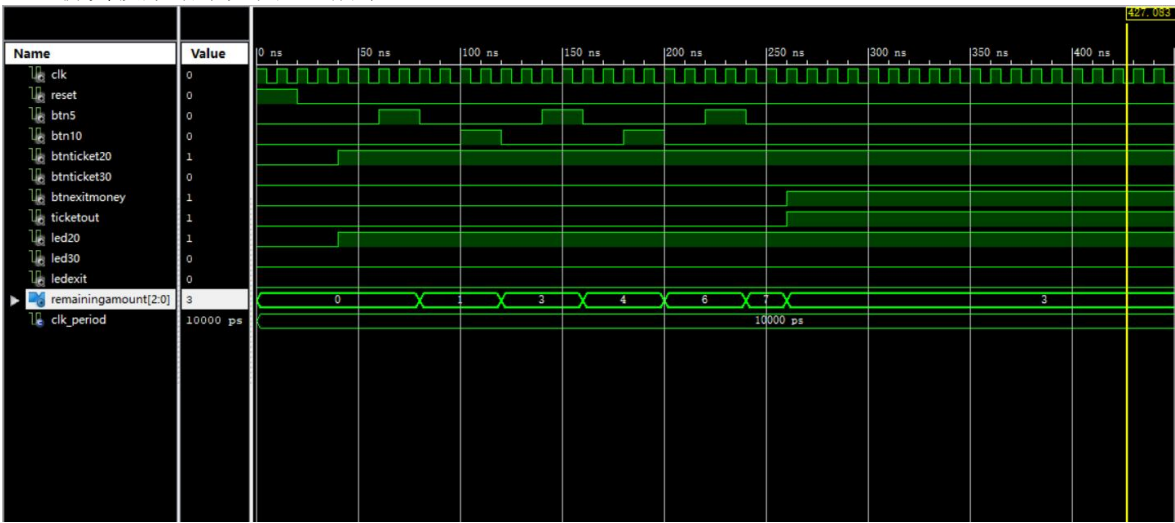 427.083
Name Value 0 ns 50 ns 100 ns 150 ns 200 ns 250 ns 300 ns 350 ns 400 ns
clk 0
reset 0
btn5 0
btn10 0
btnticket20 1
btnticket30 0
btnexitmoney 1
ticketout 1
led20 1
led30 0
ledexit 0
remainingamount[2:0] 3 0 1 3 4 6 7 3
clk_period 10000 ps 10000 ps